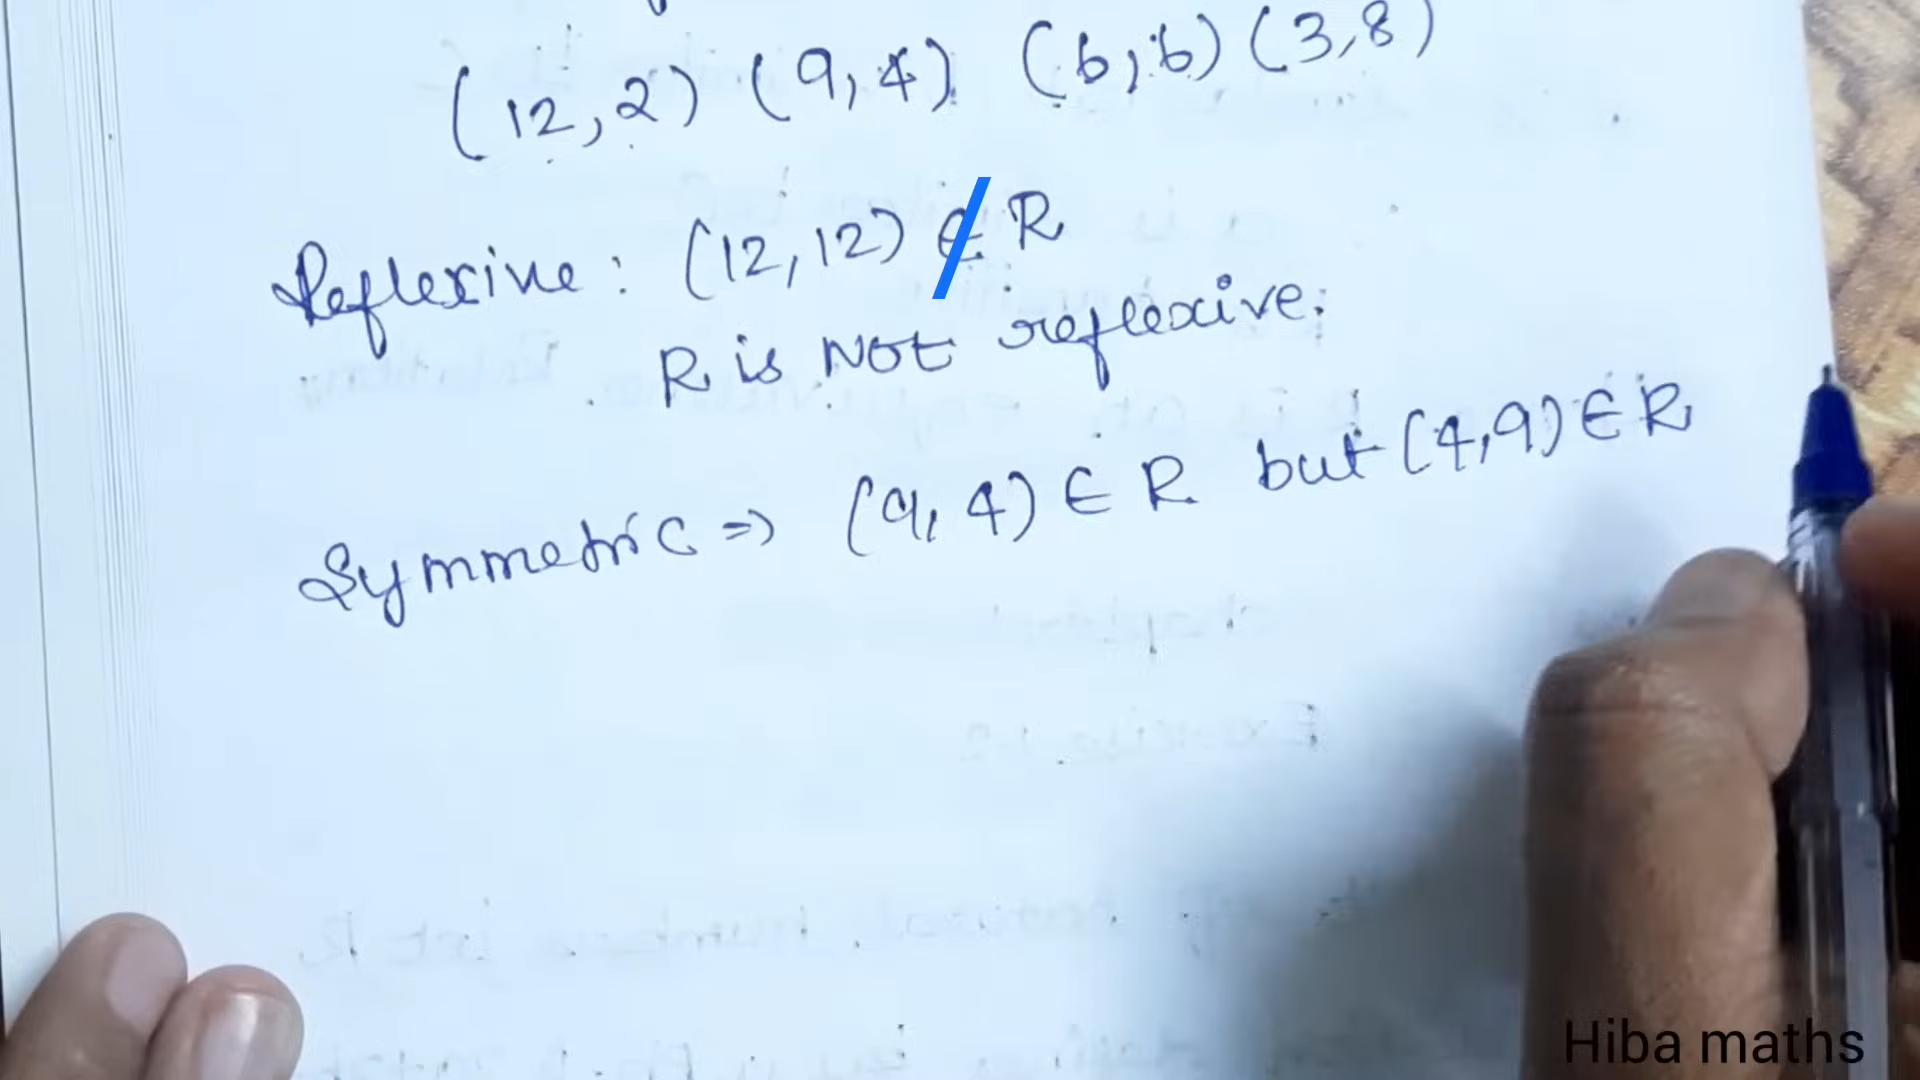 (12,2) (9,4) (6,6) (3,8)
Reflexive: (12,12) ∉ R
R is NOT reflexive.
Symmetric ⇒ (9,4) ∈ R but (4,9) ∈ R
Hiba maths